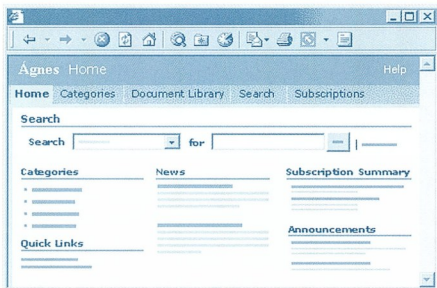 Ágnes Home Help
Home Categories Document Library Search Subscriptions
Search
Search for
Categories News Subscription Summary
Announcements
Quick Links